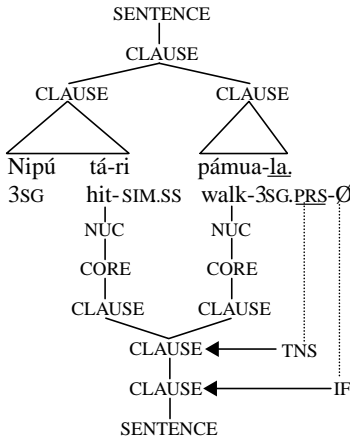 SENTENCE
CLAUSE
CLAUSE CLAUSE
Nipú tá-ri pámua-la.
3SG hit-SIM.SS walk-3SG.PRS-Ø
NUC NUC
CORE CORE
CLAUSE CLAUSE
CLAUSE TNS
CLAUSE IF
SENTENCE